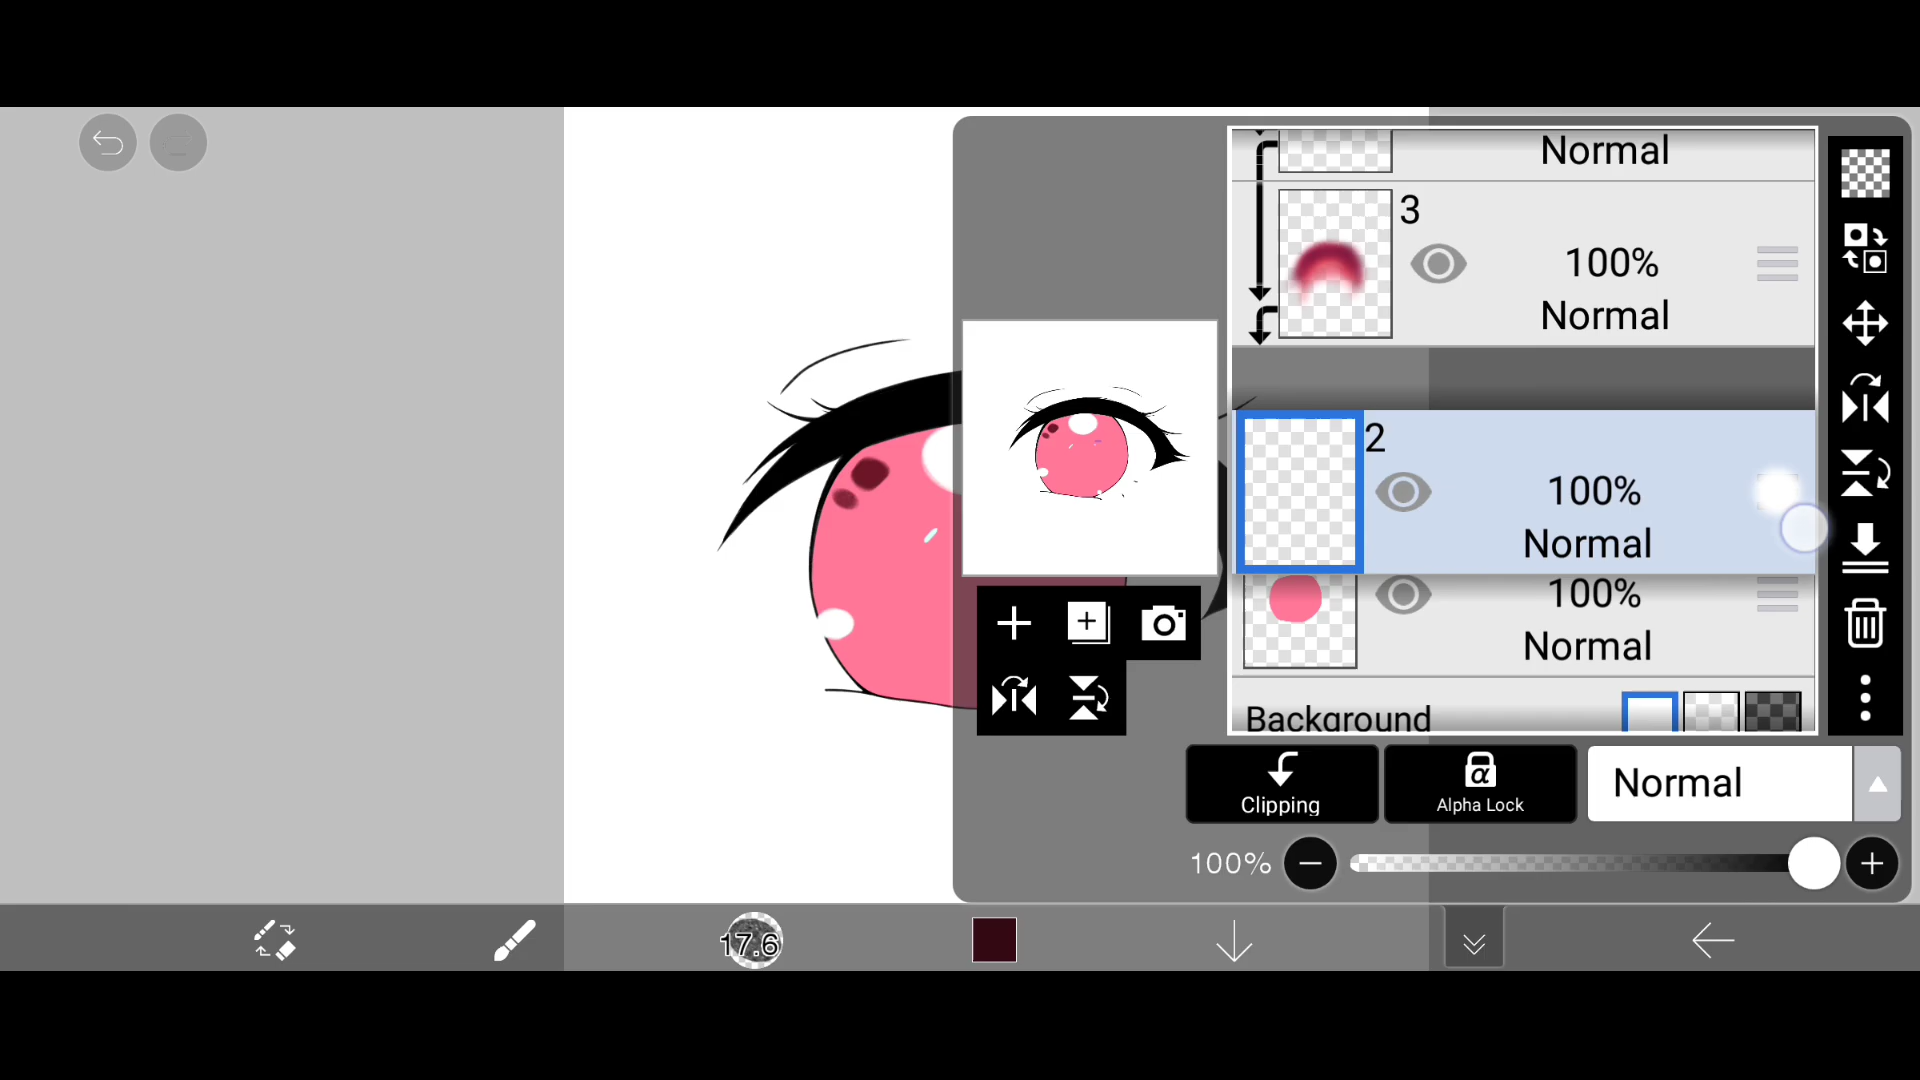 Normal
3
100%
Normal
2
100%
Normal
100%
Normal
Background
Clipping
α
Alpha Lock
Normal
100%
17.6